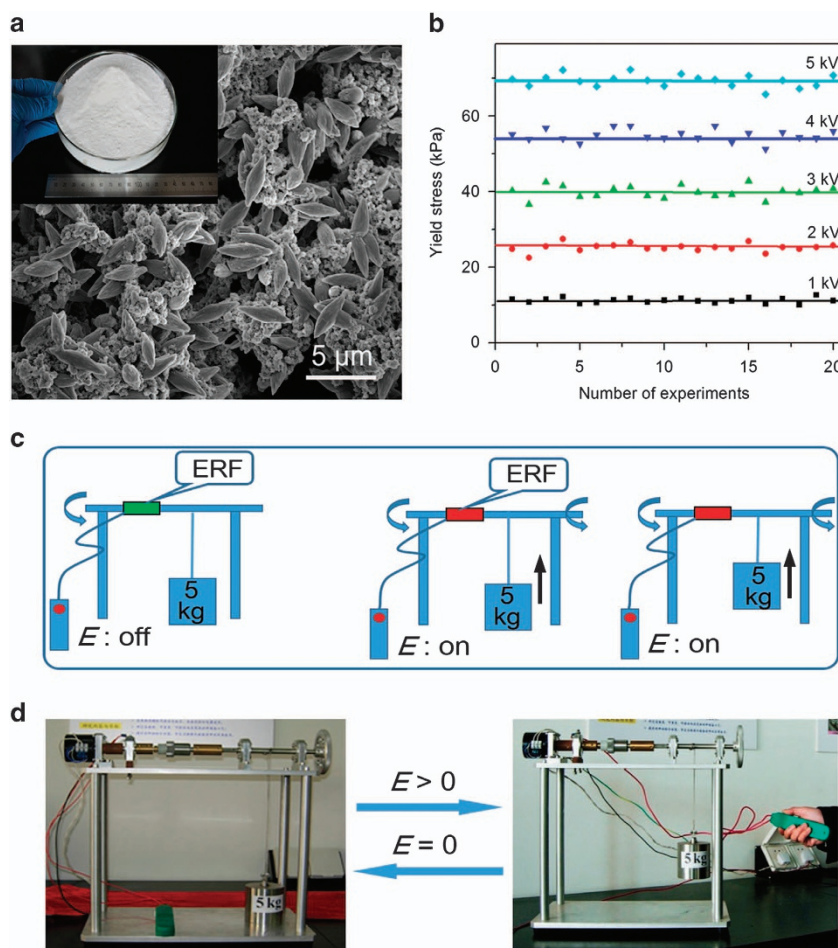 a
5 µm
b
Yield stress (kPa)
60
40
20
0
5 kV
4 kV
3 kV
2 kV
1 kV
0
5
10
15
20
Number of experiments
c
ERF
5
kg
E : off
ERF
5
kg
E : on
5
kg
E : on
d
5 kg
E > 0
E = 0
5 kg